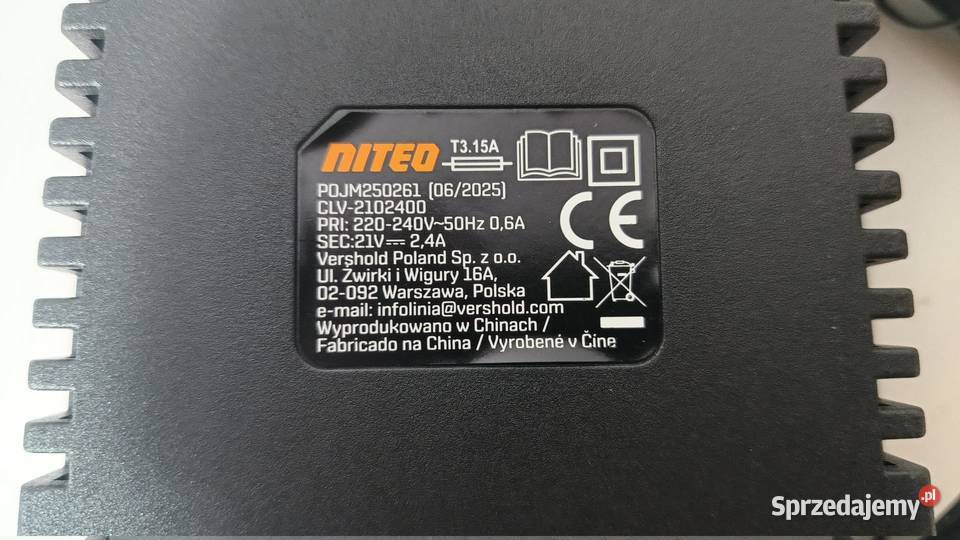 NITEO T3.15A
POJM250261 (06/2025)
CLV-2102400
PRI: 220-240V~50Hz 0,6A
SEC:21V⎓ 2,4A
Vershold Poland Sp. z o.o.
Ul. Żwirki i Wigury 16A,
02-092 Warszawa, Polska
e-mail: infolinia@vershold.com
Wyprodukowano w Chinach /
Fabricado na China / Vyrobené v Číne
CE
Sprzedajemy.pl